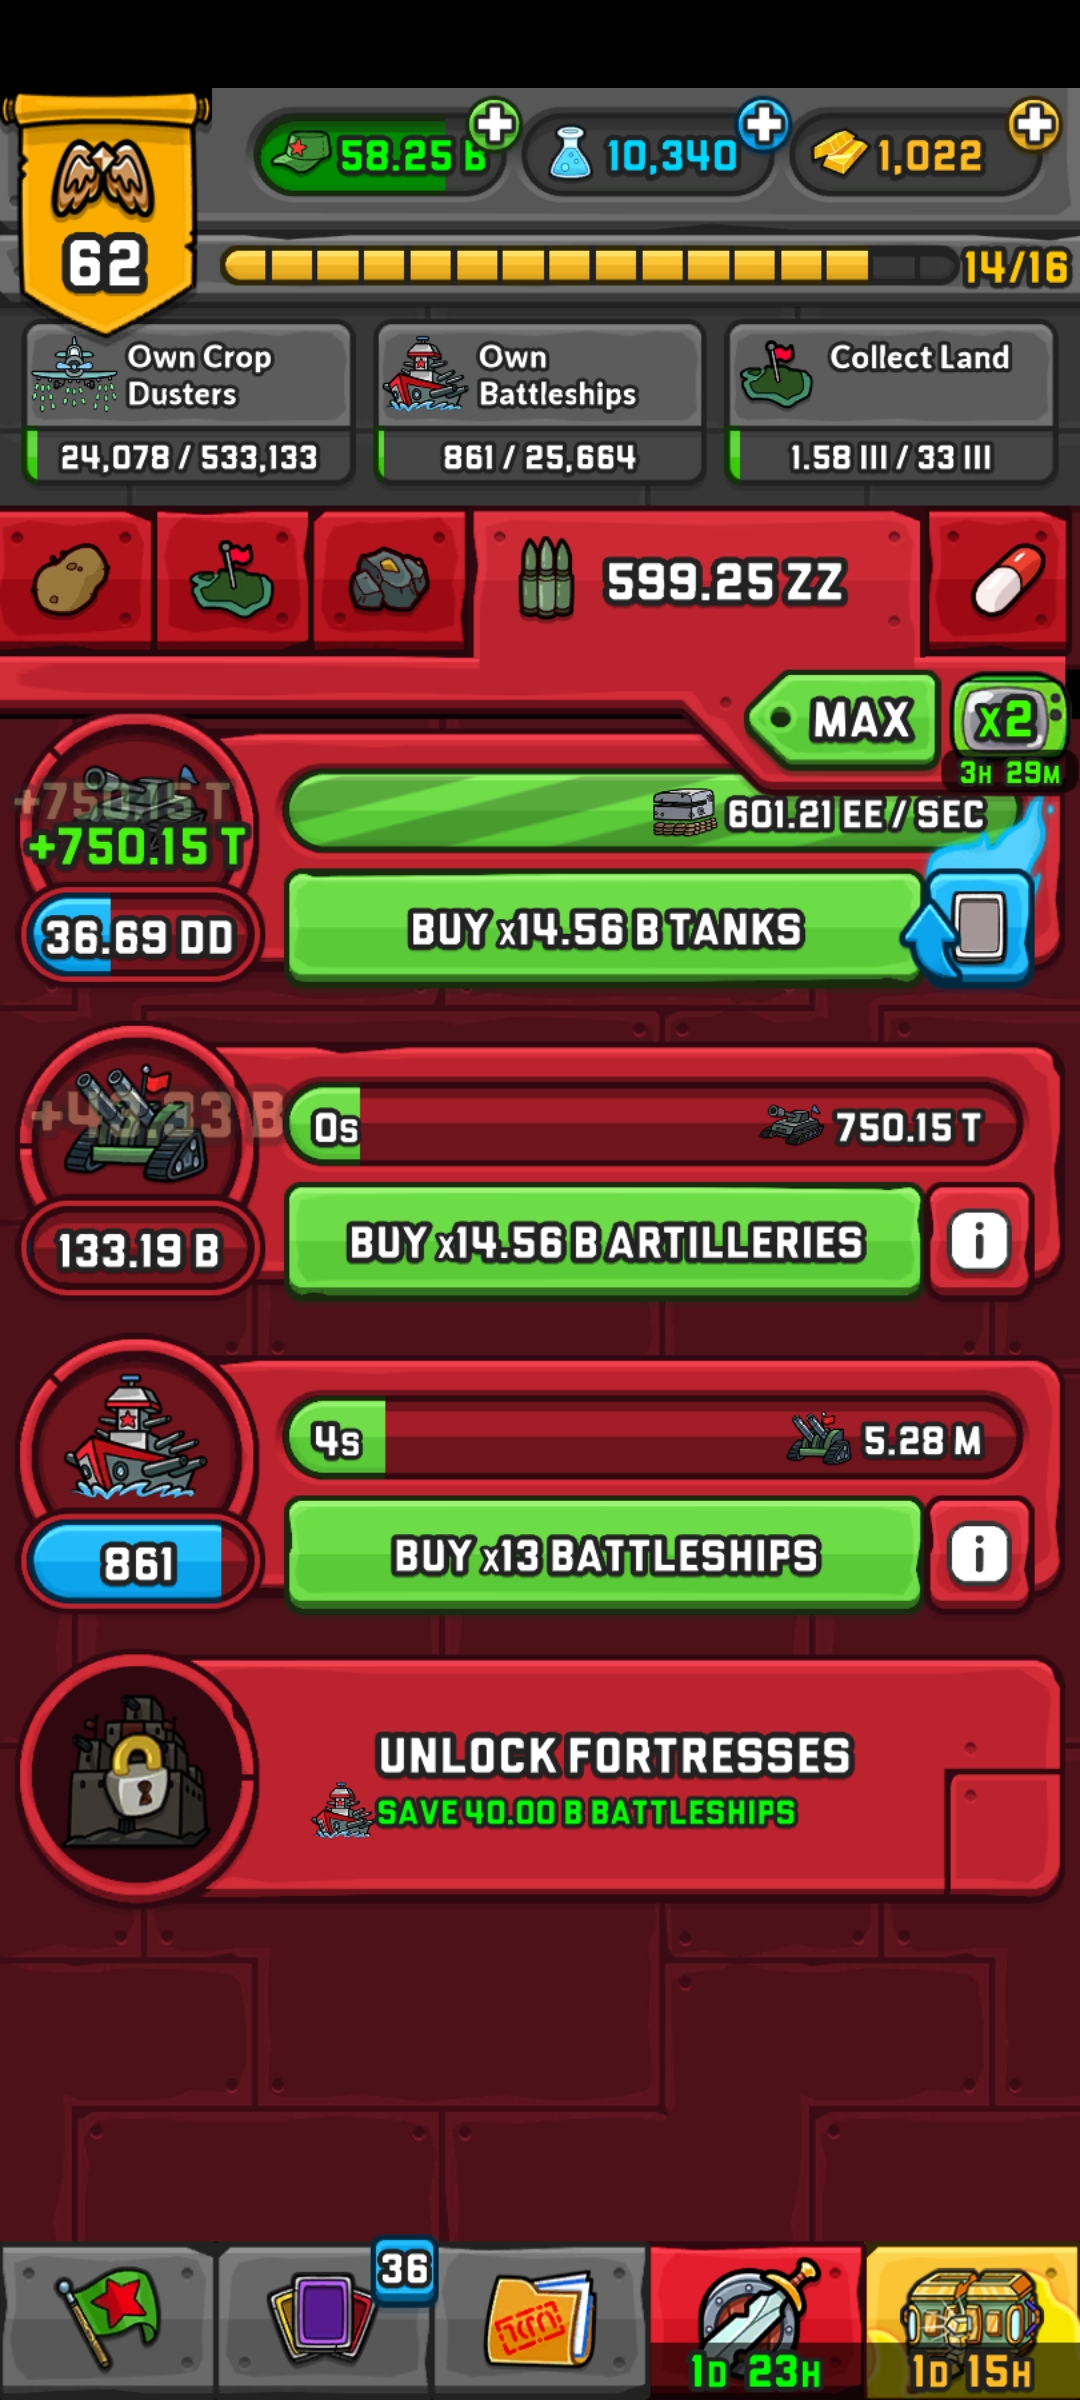 58.25 B
10,340
1,022
62
14/16
Own Crop
Dusters
24,078 / 533,133
Own
Battleships
861 / 25,664
Collect Land
1.58 III / 33 III
599.25 ZZ
MAX
x2
3H 29M
+750.15 T
+750.15 T
601.21 EE / SEC
36.69 DD
BUY x14.56 B TANKS
0s
750.15 T
133.19 B
BUY x14.56 B ARTILLERIES
i
4s
5.28 M
861
BUY x13 BATTLESHIPS
i
UNLOCK FORTRESSES
SAVE 40.00 B BATTLESHIPS
36
1D 23H
1D 15H